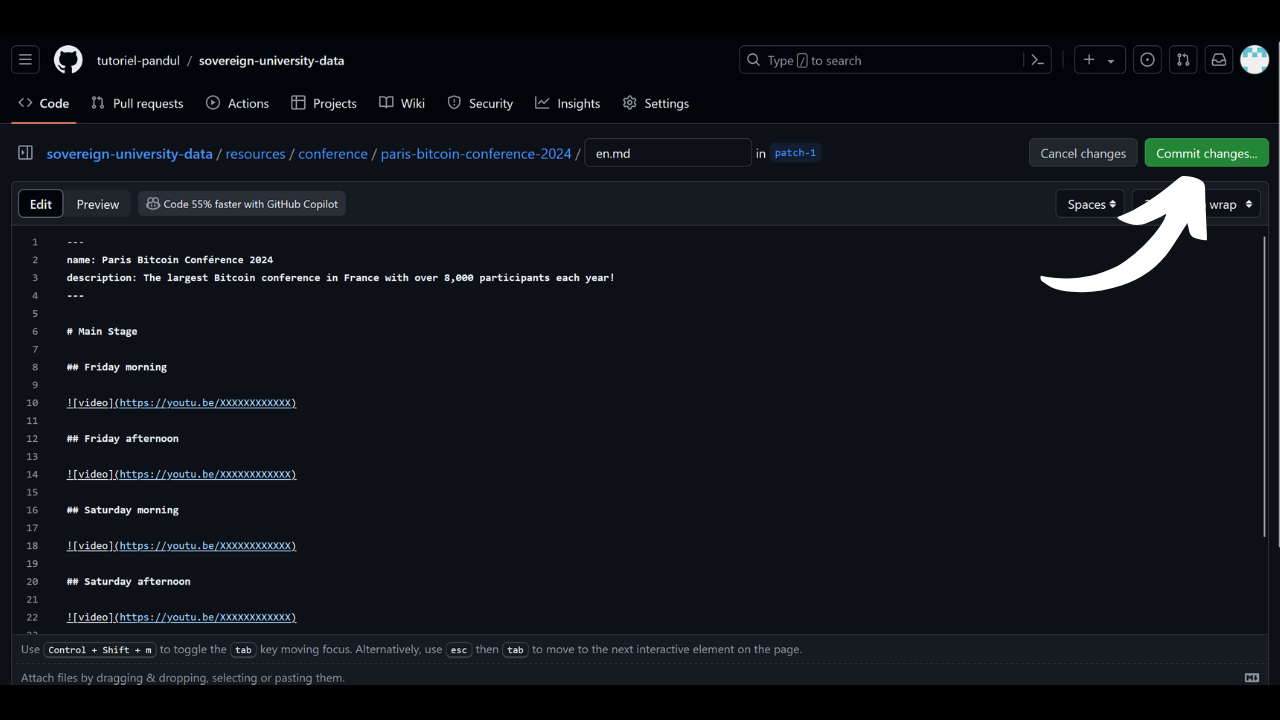 tutoriel-pandul / sovereign-university-data
Type / to search
Code Pull requests Actions Projects Wiki Security Insights Settings
sovereign-university-data / resources / conference / paris-bitcoin-conference-2024 / en.md in patch-1
Cancel changes Commit changes...
Edit Preview Code 55% faster with GitHub Copilot Spaces wrap
1 ---
2 name: Paris Bitcoin Conférence 2024
3 description: The largest Bitcoin conference in France with over 8,000 participants each year!
4 ---
5
6 # Main Stage
7
8 ## Friday morning
9
10 ![video](https://youtu.be/XXXXXXXXXXXX)
11
12 ## Friday afternoon
13
14 ![video](https://youtu.be/XXXXXXXXXXXX)
15
16 ## Saturday morning
17
18 ![video](https://youtu.be/XXXXXXXXXXXX)
19
20 ## Saturday afternoon
21
22 ![video](https://youtu.be/XXXXXXXXXXXX)
Use Control + Shift + m to toggle the tab key moving focus. Alternatively, use esc then tab to move to the next interactive element on the page.
Attach files by dragging & dropping, selecting or pasting them.